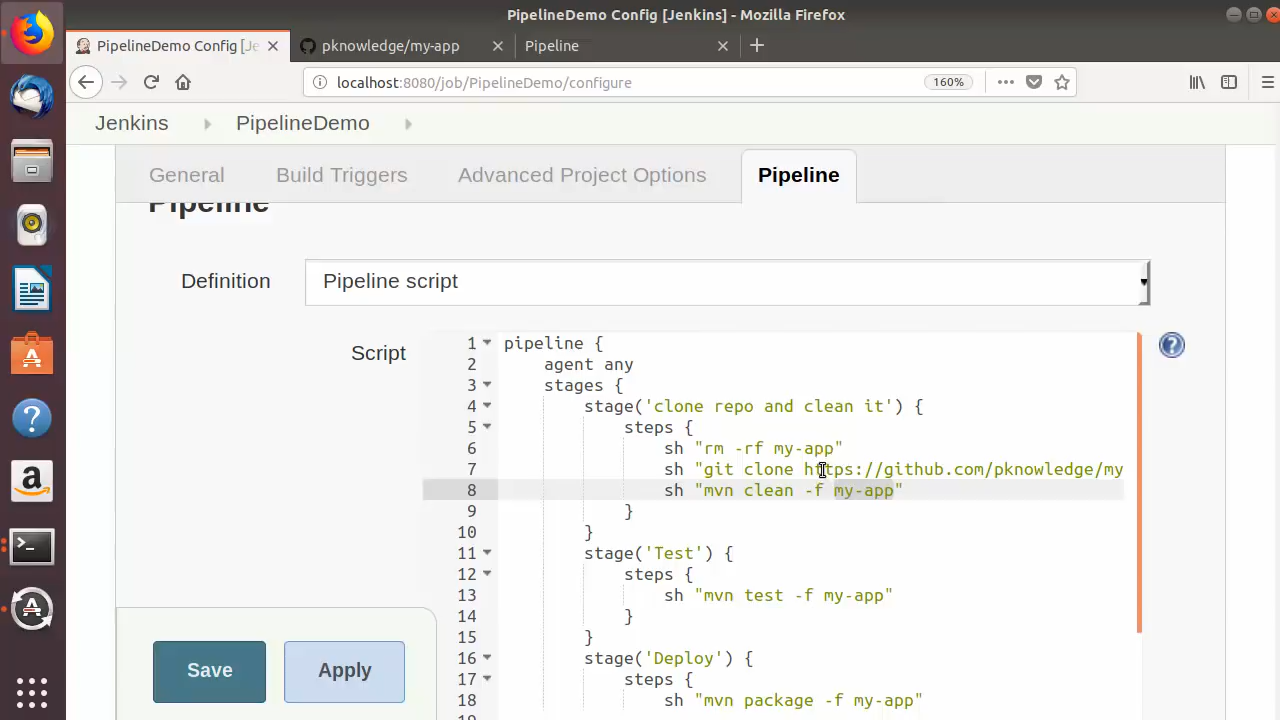 PipelineDemo Config [Jenkins] - Mozilla Firefox
PipelineDemo Config [Je
pknowledge/my-app
Pipeline
localhost:8080/job/PipelineDemo/configure
160%
Jenkins
PipelineDemo
General
Build Triggers
Advanced Project Options
Pipeline
Pipeline
Definition
Pipeline script
Script
1 pipeline {
2 agent any
3 stages {
4 stage('clone repo and clean it') {
5 steps {
6 sh "rm -rf my-app"
7 sh "git clone https://github.com/pknowledge/my
8 sh "mvn clean -f my-app"
9 }
10 }
11 stage('Test') {
12 steps {
13 sh "mvn test -f my-app"
14 }
15 }
16 stage('Deploy') {
17 steps {
18 sh "mvn package -f my-app"
Save
Apply